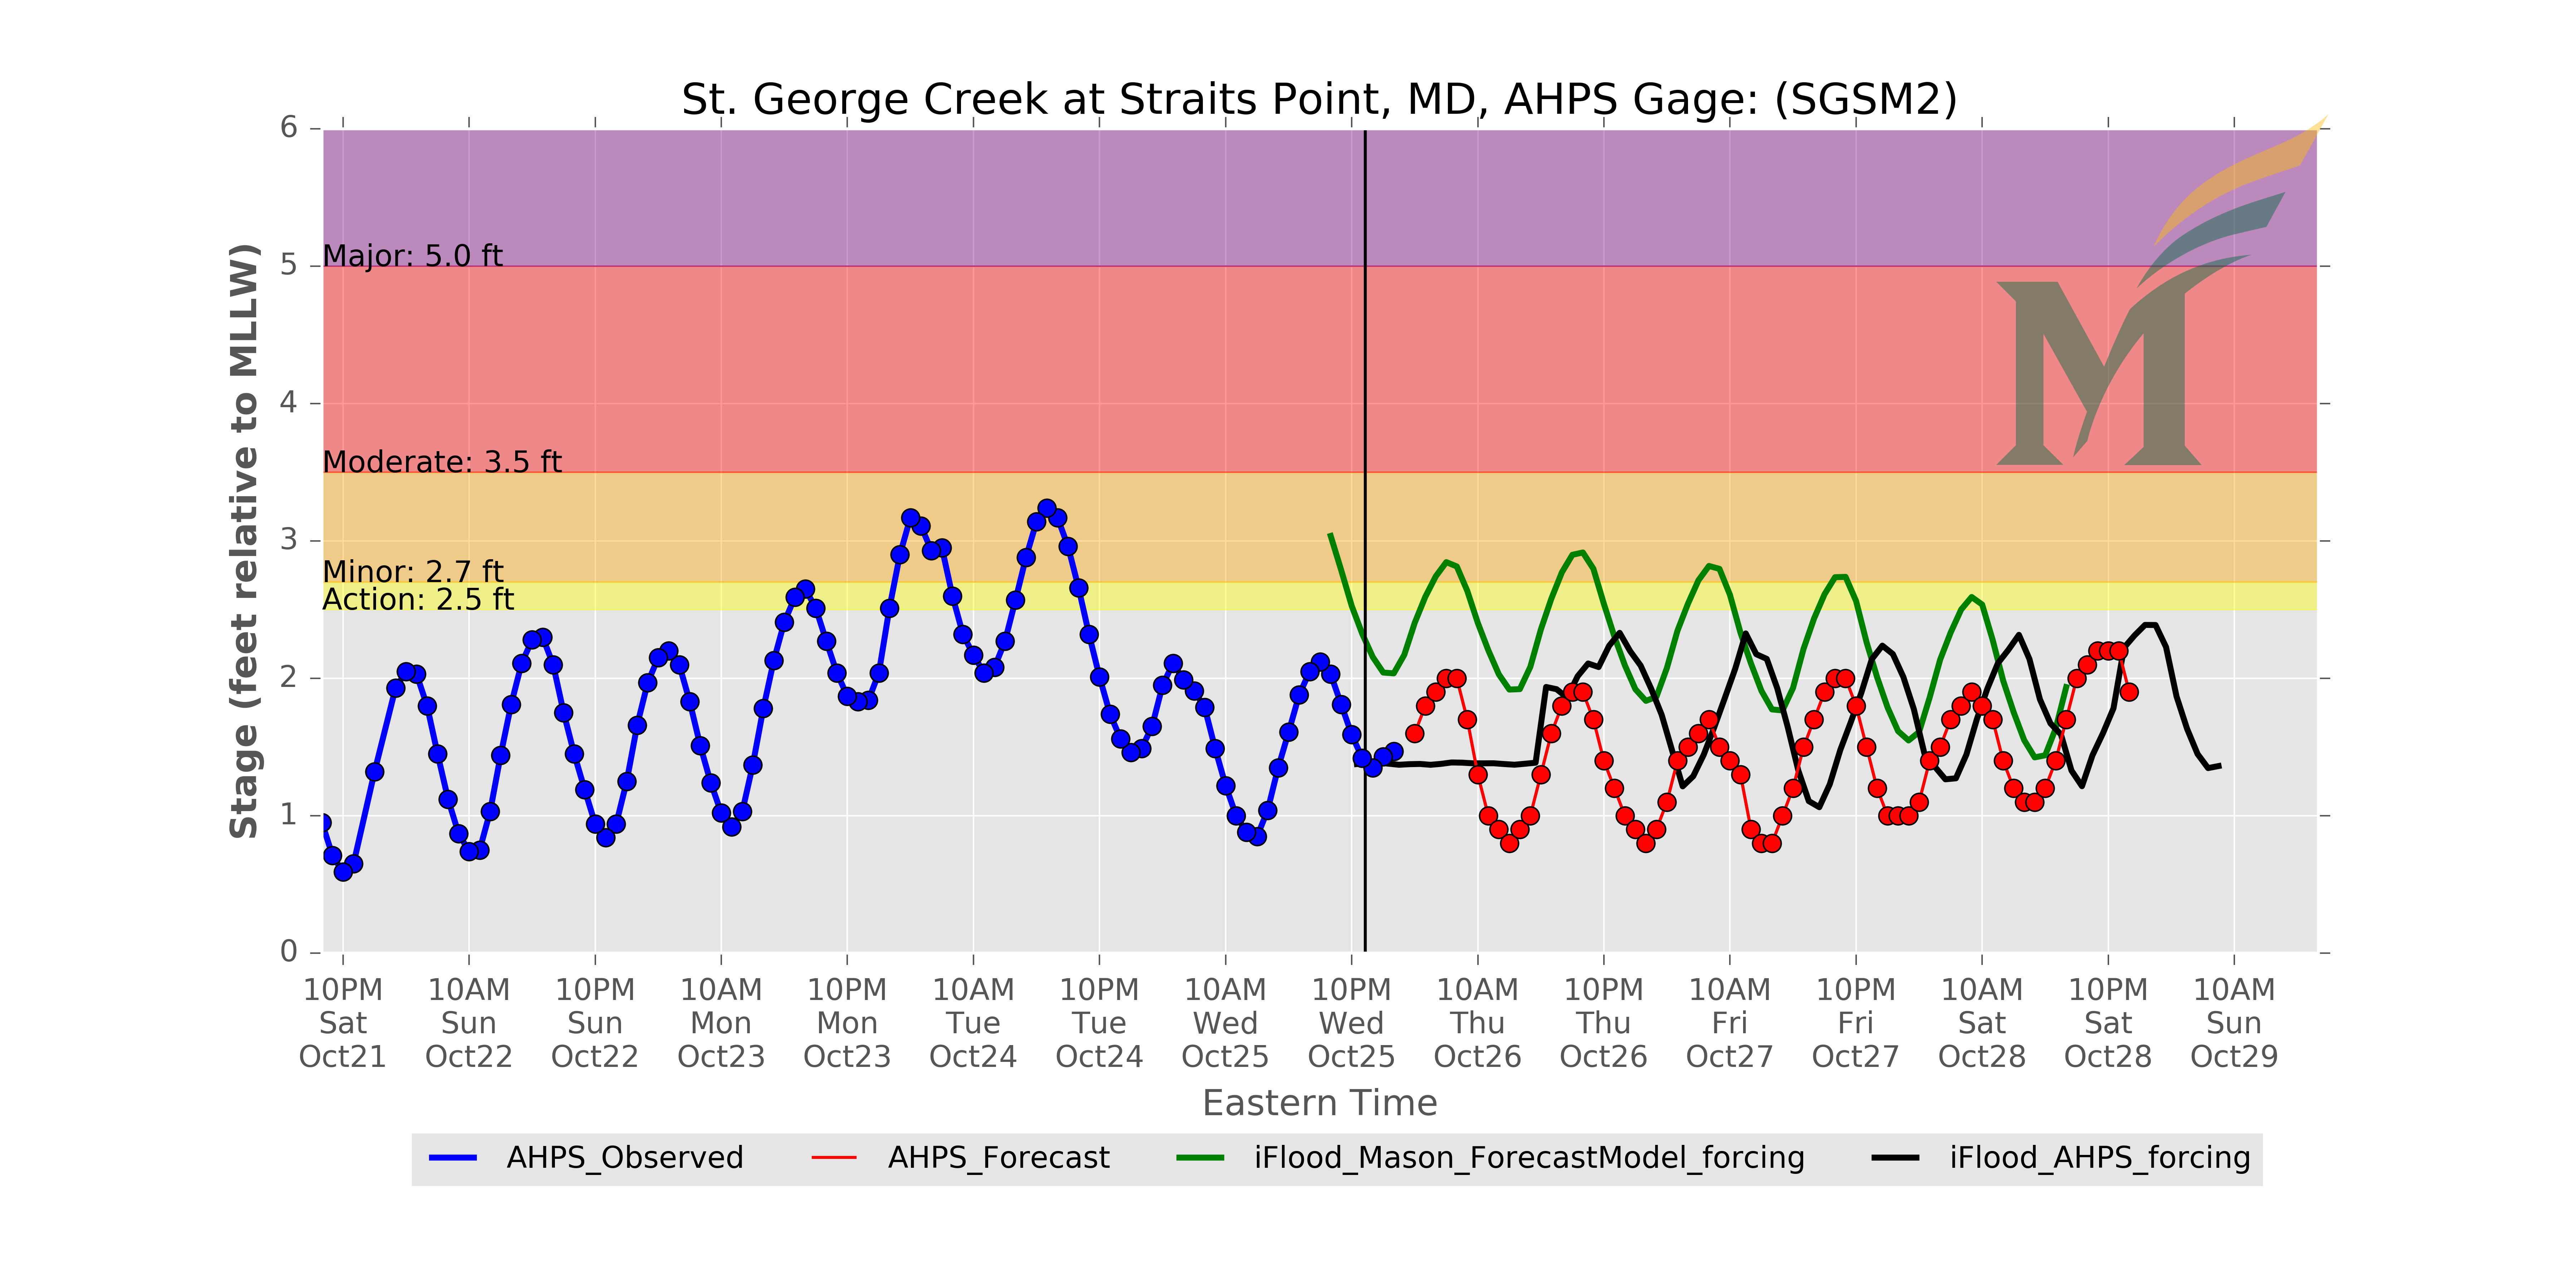 St. George Creek at Straits Point, MD, AHPS Gage: (SGSM2)
Stage (feet relative to MLLW)
6
5
4
3
2
1
0
Major: 5.0 ft
Moderate: 3.5 ft
Minor: 2.7 ft
Action: 2.5 ft
M
10PM 10AM 10PM 10AM 10PM 10AM 10PM 10AM 10PM 10AM 10PM 10AM 10PM 10AM 10PM 10AM
Sat Sun Sun Mon Mon Tue Tue Wed Wed Thu Thu Fri Fri Sat Sat Sun
Oct21 Oct22 Oct22 Oct23 Oct23 Oct24 Oct24 Oct25 Oct25 Oct26 Oct26 Oct27 Oct27 Oct28 Oct28 Oct29
Eastern Time
AHPS_Observed AHPS_Forecast iFlood_Mason_ForecastModel_forcing iFlood_AHPS_forcing